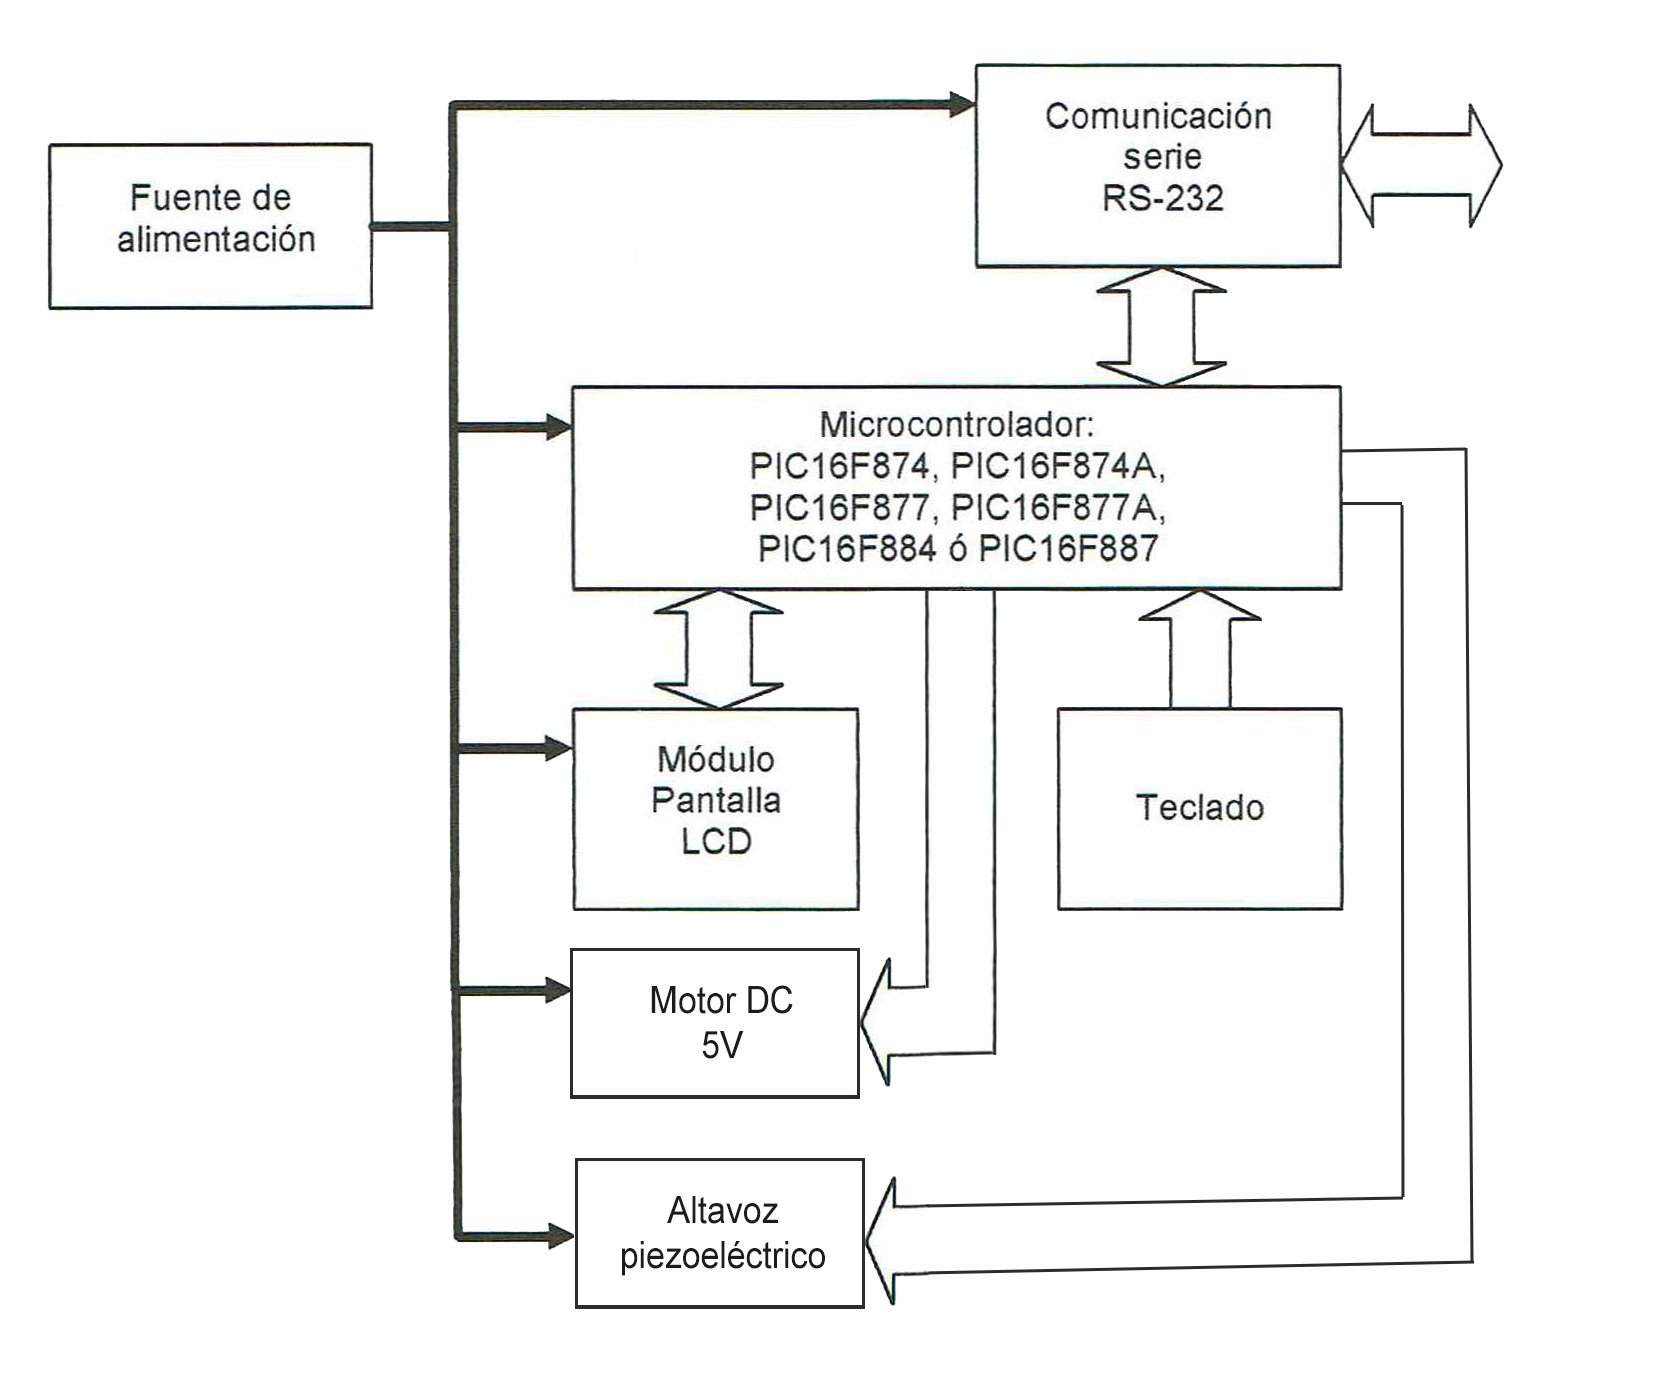 Fuente de
alimentación
Comunicación
serie
RS-232
Microcontrolador:
PIC16F874, PIC16F874A,
PIC16F877, PIC16F877A,
PIC16F884 ó PIC16F887
Módulo
Pantalla
LCD
Teclado
Motor DC
5V
Altavoz
piezoeléctrico